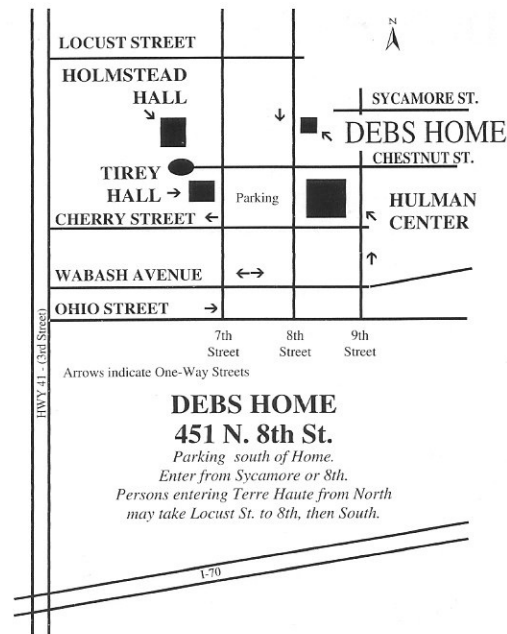 N
LOCUST STREET
HOLMSTEAD
HALL
SYCAMORE ST.
DEBS HOME
CHESTNUT ST.
TIREY
HALL
Parking
HULMAN
CENTER
CHERRY STREET
WABASH AVENUE
OHIO STREET
HWY 41 - (3rd Street)
7th
Street
8th
Street
9th
Street
Arrows indicate One-Way Streets
DEBS HOME
451 N. 8th St.
Parking south of Home.
Enter from Sycamore or 8th.
Persons entering Terre Haute from North
may take Locust St. to 8th, then South.
I-70